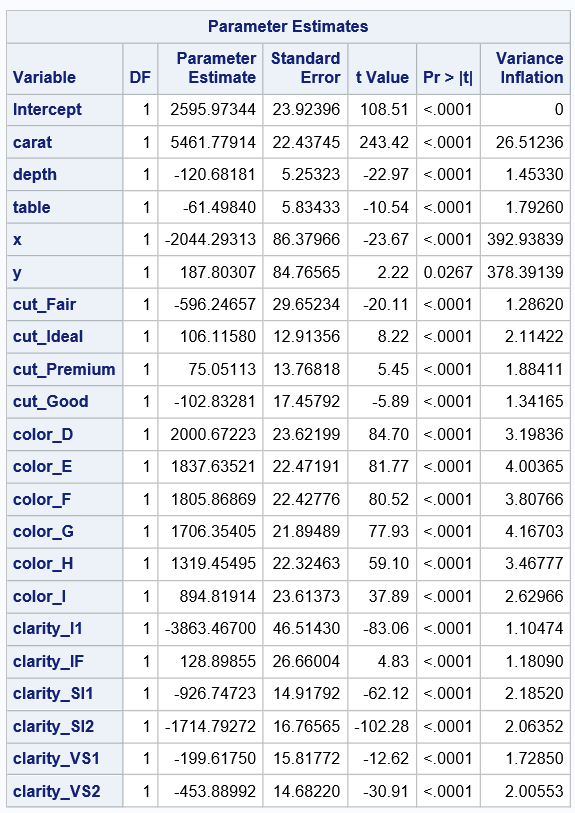 Parameter Estimates
Variable DF Parameter Estimate Standard Error t Value Pr > |t| Variance Inflation
Intercept 1 2595.97344 23.92396 108.51 <.0001 0
carat 1 5461.77914 22.43745 243.42 <.0001 26.51236
depth 1 -120.68181 5.25323 -22.97 <.0001 1.45330
table 1 -61.49840 5.83433 -10.54 <.0001 1.79260
x 1 -2044.29313 86.37966 -23.67 <.0001 392.93839
y 1 187.80307 84.76565 2.22 0.0267 378.39139
cut_Fair 1 -596.24657 29.65234 -20.11 <.0001 1.28620
cut_Ideal 1 106.11580 12.91356 8.22 <.0001 2.11422
cut_Premium 1 75.05113 13.76818 5.45 <.0001 1.88411
cut_Good 1 -102.83281 17.45792 -5.89 <.0001 1.34165
color_D 1 2000.67223 23.62199 84.70 <.0001 3.19836
color_E 1 1837.63521 22.47191 81.77 <.0001 4.00365
color_F 1 1805.86869 22.42776 80.52 <.0001 3.80766
color_G 1 1706.35405 21.89489 77.93 <.0001 4.16703
color_H 1 1319.45495 22.32463 59.10 <.0001 3.46777
color_I 1 894.81914 23.61373 37.89 <.0001 2.62966
clarity_I1 1 -3863.46700 46.51430 -83.06 <.0001 1.10474
clarity_IF 1 128.89855 26.66004 4.83 <.0001 1.18090
clarity_SI1 1 -926.74723 14.91792 -62.12 <.0001 2.18520
clarity_SI2 1 -1714.79272 16.76565 -102.28 <.0001 2.06352
clarity_VS1 1 -199.61750 15.81772 -12.62 <.0001 1.72850
clarity_VS2 1 -453.88992 14.68220 -30.91 <.0001 2.00553